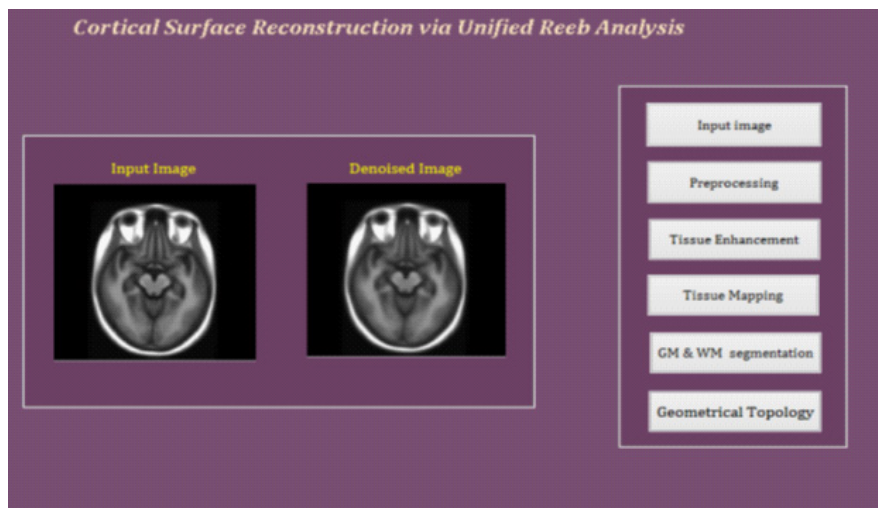 Cortical Surface Reconstruction via Unified Reeb Analysis
Input Image
Denoised Image
Input image
Preprocessing
Tissue Enhancement
Tissue Mapping
GM & WM segmentation
Geometrical Topology